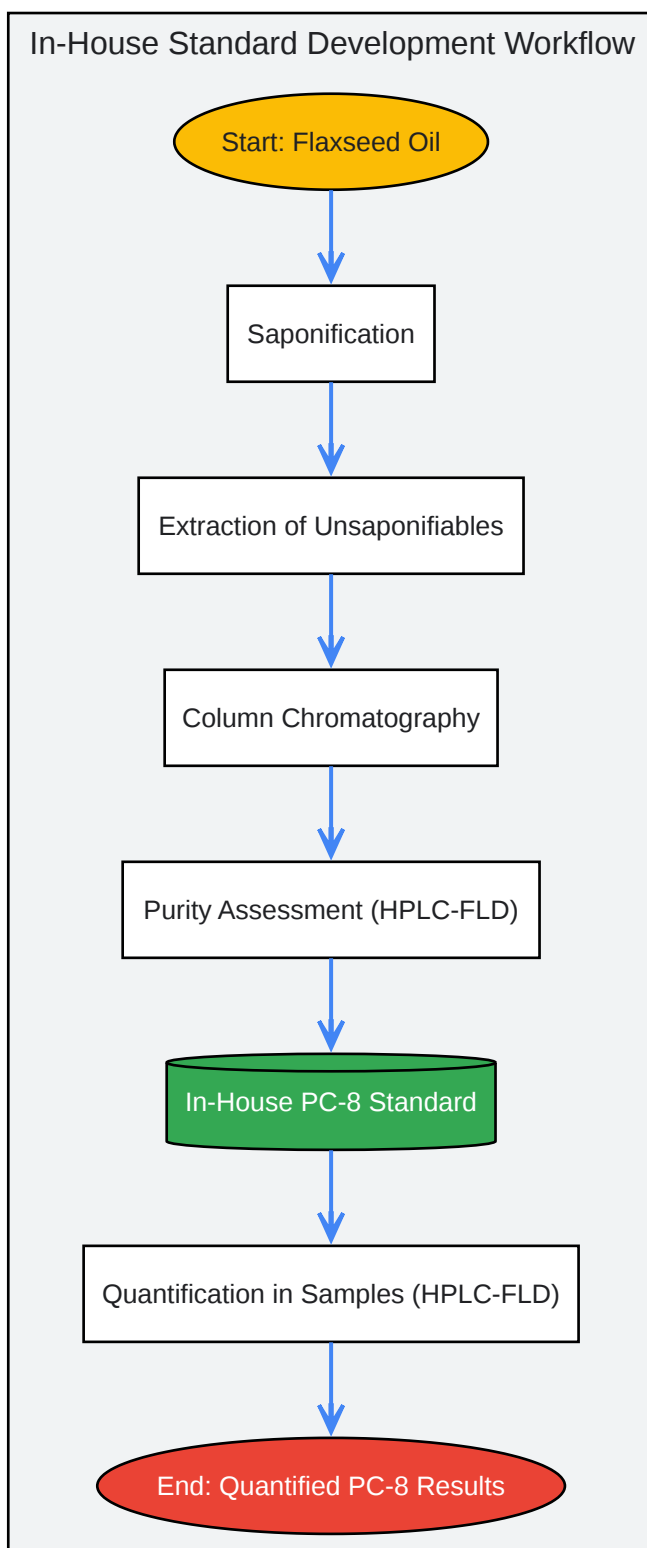 In-House Standard Development Workflow
Start: Flaxseed Oil
Saponification
Extraction of Unsaponifiables
Column Chromatography
Purity Assessment (HPLC-FLD)
In-House PC-8 Standard
Quantification in Samples (HPLC-FLD)
End: Quantified PC-8 Results